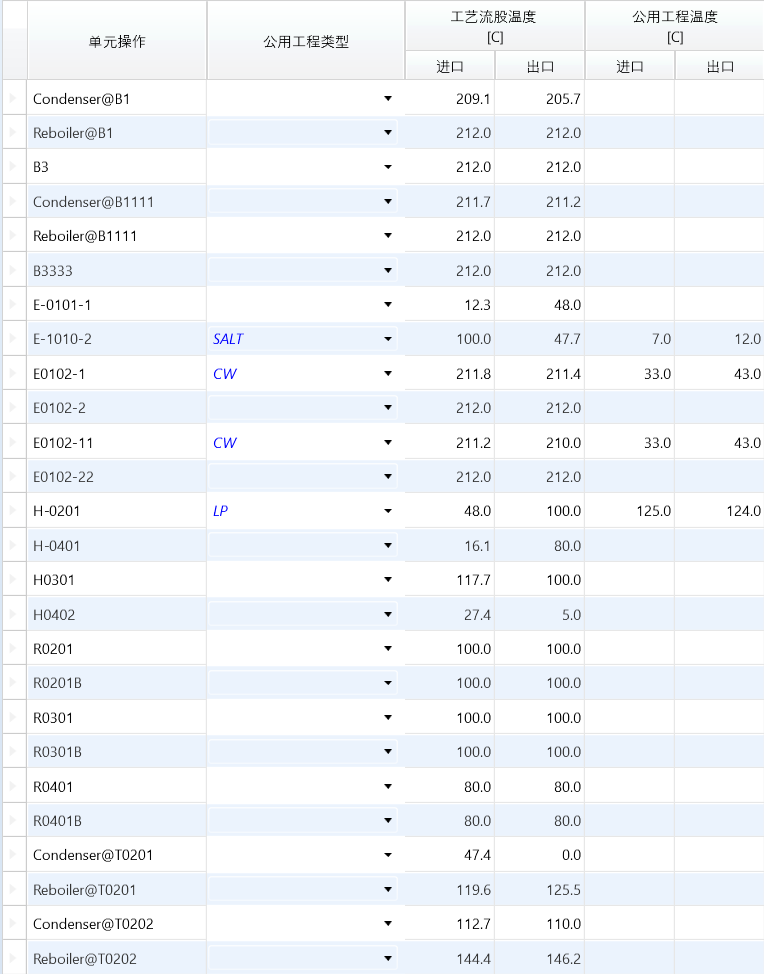 单元操作 公用工程类型 工艺流股温度 [C] 公用工程温度 [C]
进口 出口 进口 出口
Condenser@B1 209.1 205.7
Reboiler@B1 212.0 212.0
B3 212.0 212.0
Condenser@B1111 211.7 211.2
Reboiler@B1111 212.0 212.0
B3333 212.0 212.0
E-0101-1 12.3 48.0
E-1010-2 SALT 100.0 47.7 7.0 12.0
E0102-1 CW 211.8 211.4 33.0 43.0
E0102-2 212.0 212.0
E0102-11 CW 211.2 210.0 33.0 43.0
E0102-22 212.0 212.0
H-0201 LP 48.0 100.0 125.0 124.0
H-0401 16.1 80.0
H0301 117.7 100.0
H0402 27.4 5.0
R0201 100.0 100.0
R0201B 100.0 100.0
R0301 100.0 100.0
R0301B 100.0 100.0
R0401 80.0 80.0
R0401B 80.0 80.0
Condenser@T0201 47.4 0.0
Reboiler@T0201 119.6 125.5
Condenser@T0202 112.7 110.0
Reboiler@T0202 144.4 146.2